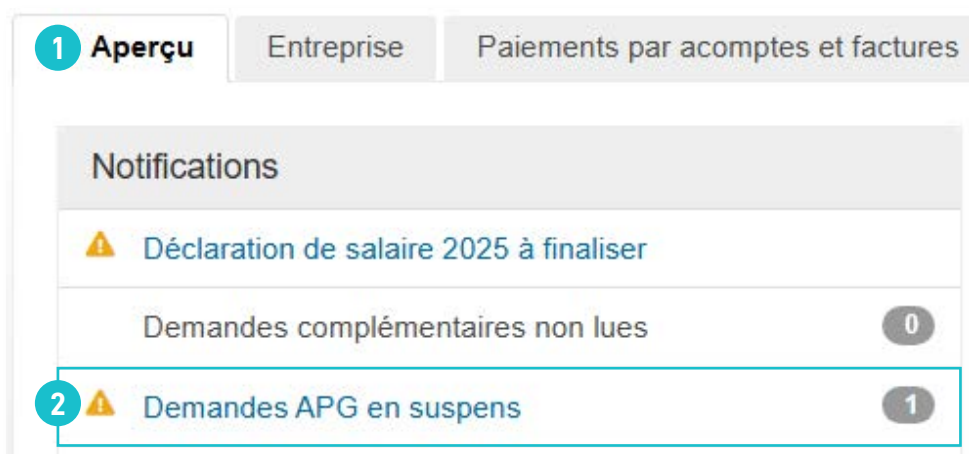 1 Aperçu Entreprise Paiements par acomptes et factures
Notifications
Déclaration de salaire 2025 à finaliser
Demandes complémentaires non lues 0
2 Demandes APG en suspens 1